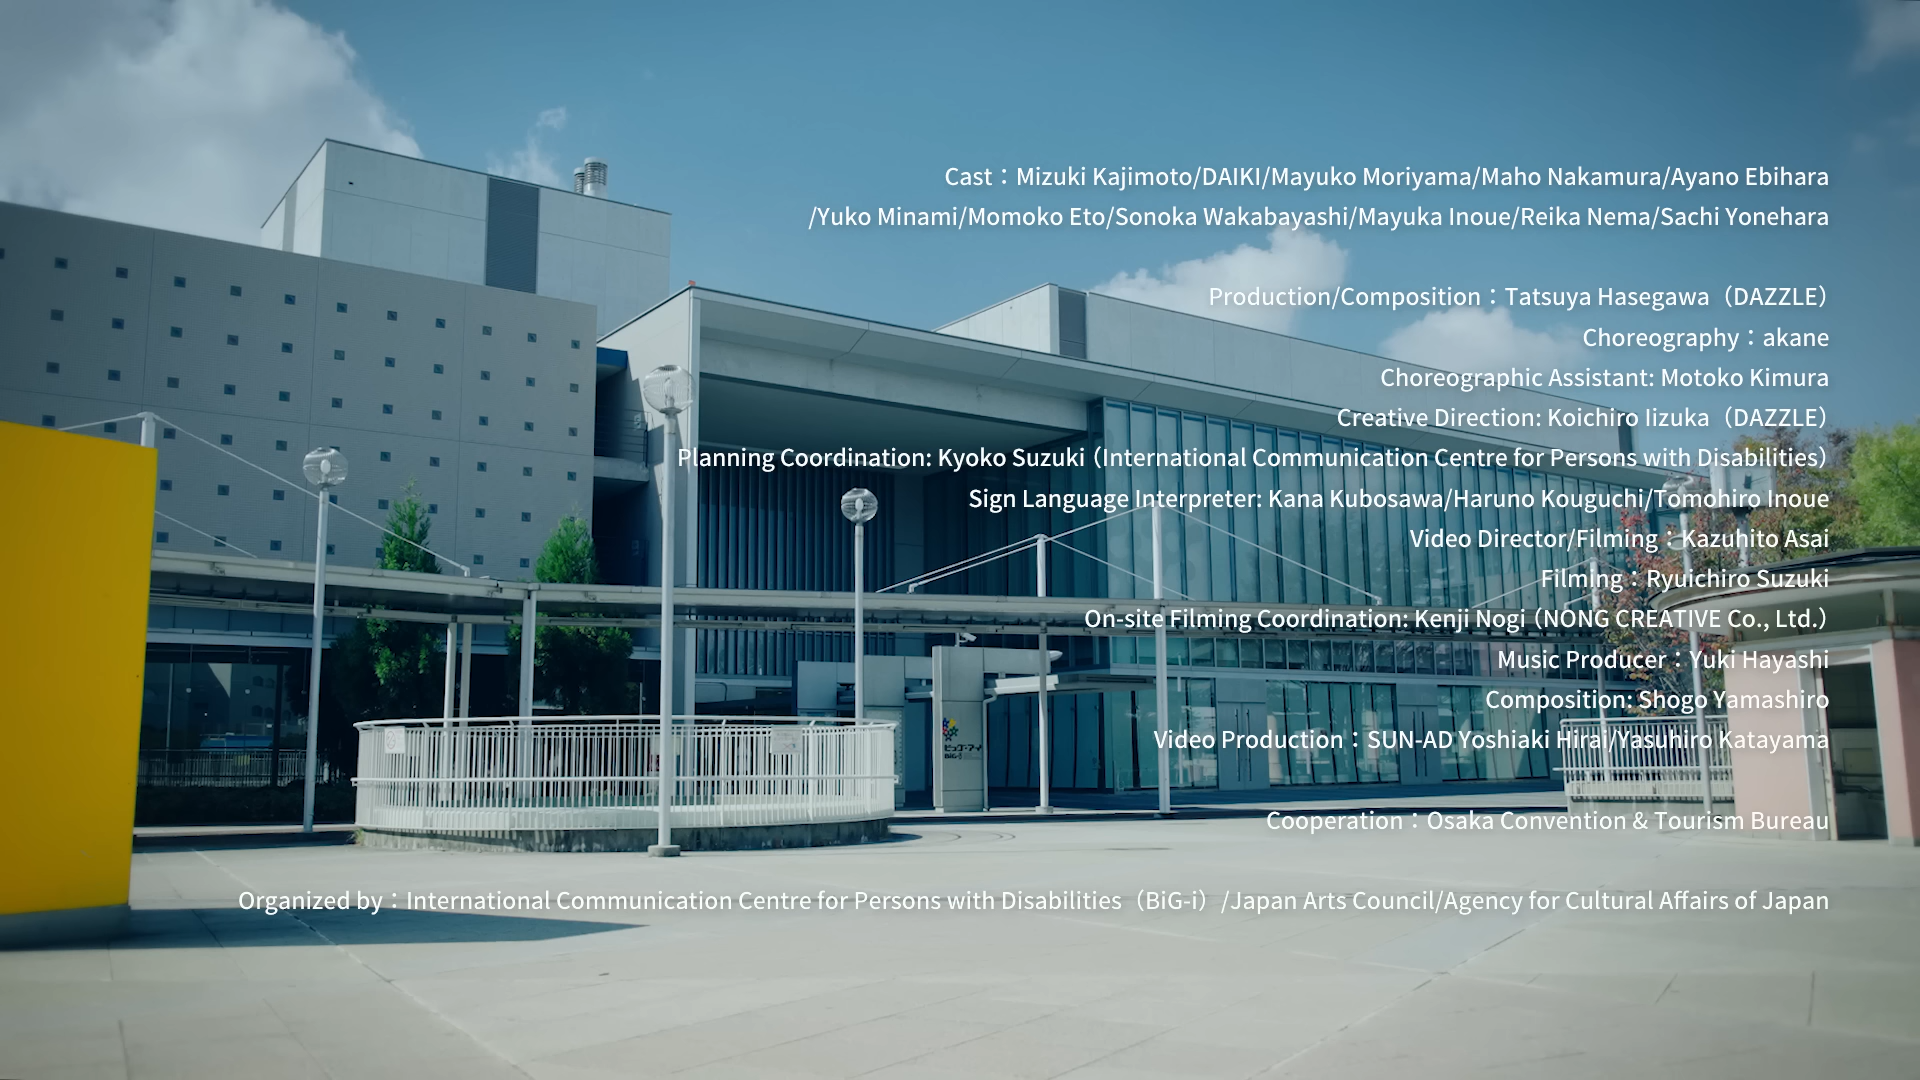 Cast：Mizuki Kajimoto/DAIKI/Mayuko Moriyama/Maho Nakamura/Ayano Ebihara
/Yuko Minami/Momoko Eto/Sonoka Wakabayashi/Mayuka Inoue/Reika Nema/Sachi Yonehara
Production/Composition：Tatsuya Hasegawa（DAZZLE）
Choreography：akane
Choreographic Assistant: Motoko Kimura
Creative Direction: Koichiro Iizuka（DAZZLE）
Planning Coordination: Kyoko Suzuki（International Communication Centre for Persons with Disabilities）
Sign Language Interpreter: Kana Kubosawa/Haruno Kouguchi/Tomohiro Inoue
Video Director/Filming：Kazuhito Asai
Filming：Ryuichiro Suzuki
On-site Filming Coordination: Kenji Nogi（NONG CREATIVE Co., Ltd.）
Music Producer：Yuki Hayashi
Composition: Shogo Yamashiro
Video Production：SUN-AD Yoshiaki Hirai/Yasuhiro Katayama
ビッグ・アイ
BiG-i
Cooperation：Osaka Convention & Tourism Bureau
Organized by：International Communication Centre for Persons with Disabilities（BiG-i）/Japan Arts Council/Agency for Cultural Affairs of Japan